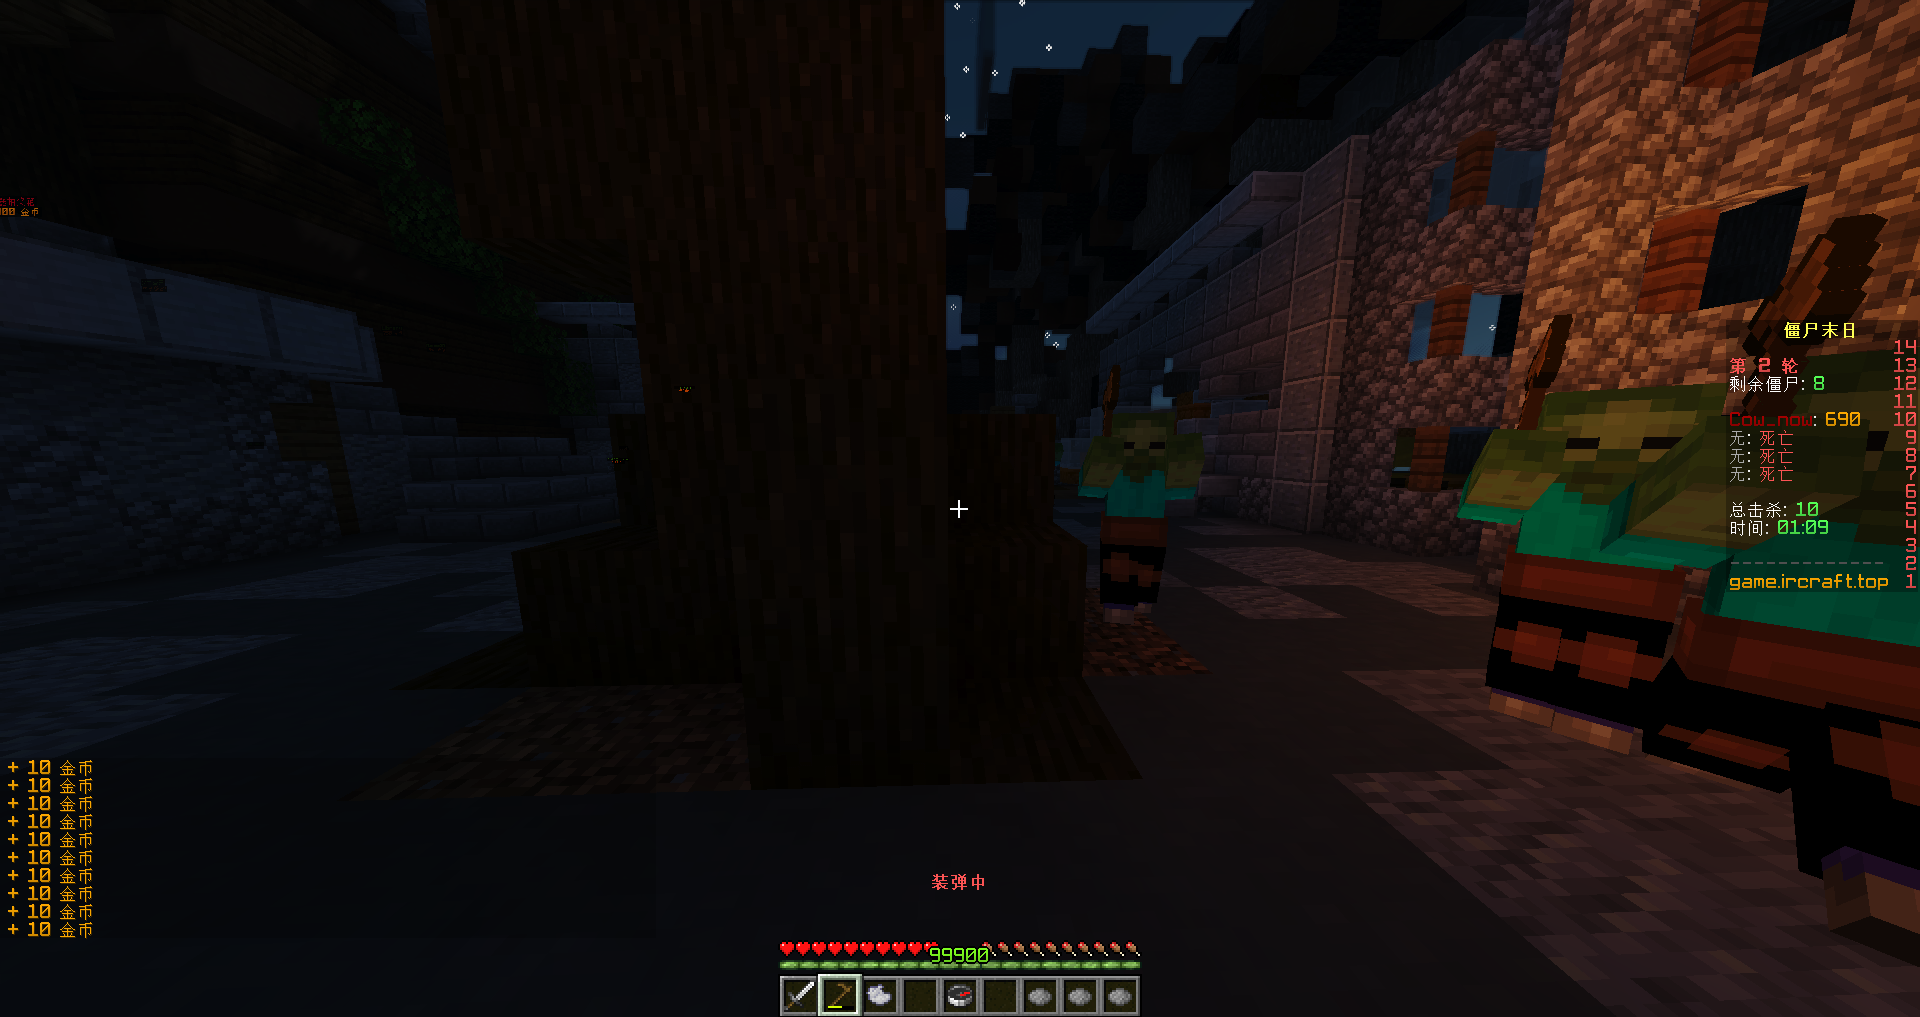 00 金币
僵尸末日
14
第 2 轮 13
剩余僵尸: 8 12
11
Cow_now: 690 10
无: 死亡 9
无: 死亡 8
无: 死亡 7
6
总击杀: 10 5
时间: 01:09 4
3
--------------- 2
game.ircraft.top 1
+ 10 金币
+ 10 金币
+ 10 金币
+ 10 金币
+ 10 金币
+ 10 金币
+ 10 金币
+ 10 金币
+ 10 金币
+ 10 金币
装弹中
99900